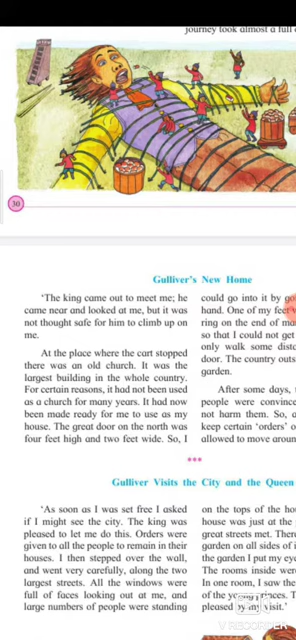 journey took almost a full
30
Gulliver's New Home
'The king came out to meet me; he
came near and looked at me, but it was
not thought safe for him to climb up on
me.
At the place where the cart stopped
there was an old church. It was the
largest building in the whole country.
For certain reasons, it had not been used
as a church for many years. It had now
been made ready for me to use as my
house. The great door on the north was
four feet high and two feet wide. So, I
could go into it by
hand. One of my feet
ring on the end of
so that I could not get
only walk some
door. The country
garden.
After some days,
people were convinc
not harm them. So, a
keep certain 'orders' o
allowed to move aroun
***
Gulliver Visits the City and the Queen
'As soon as I was set free I asked
if I might see the city. The king was
pleased to let me do this. Orders were
given to all the people to remain in their
houses. I then stepped over the wall,
and went very carefully, along the two
largest streets. All the windows were
full of faces looking out at me, and
large numbers of people were standing
on the tops of the hou
house was just at the
great streets met. There
garden on all sides of i
the garden I put my eye
The rooms inside were
In one room, I saw the
of the young princes. T
pleased by my visit.'
V RECORDER